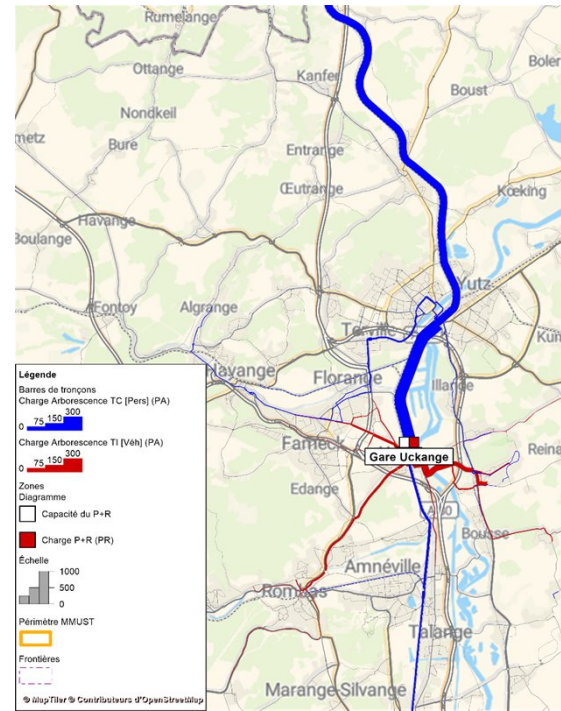 Rumelange
Boler
Ottange
Kanfen
Boust
Nondkeil
metz
Bure
Entrange
Œutrange
Kœking
Havange
Boulange
Fontoy
Algrange
Yutz
Terville
Hayange
Florange
Illange
Fameck
Gare Uckange
Reina
Edange
A 30
Bousse
Amnéville
Rombas
Talange
Marange-Silvange
Légende
Barres de tronçons
Charge Arborescence TC [Pers] (PA)
0 75 150 300
Charge Arborescence TI [Véh] (PA)
0 75 150 300
Zones
Diagramme
Capacité du P+R
Charge P+R (PR)
Échelle
1000
500
0
Périmètre MMUST
Frontières
© MapTiler © Contributeurs d'OpenStreetMap